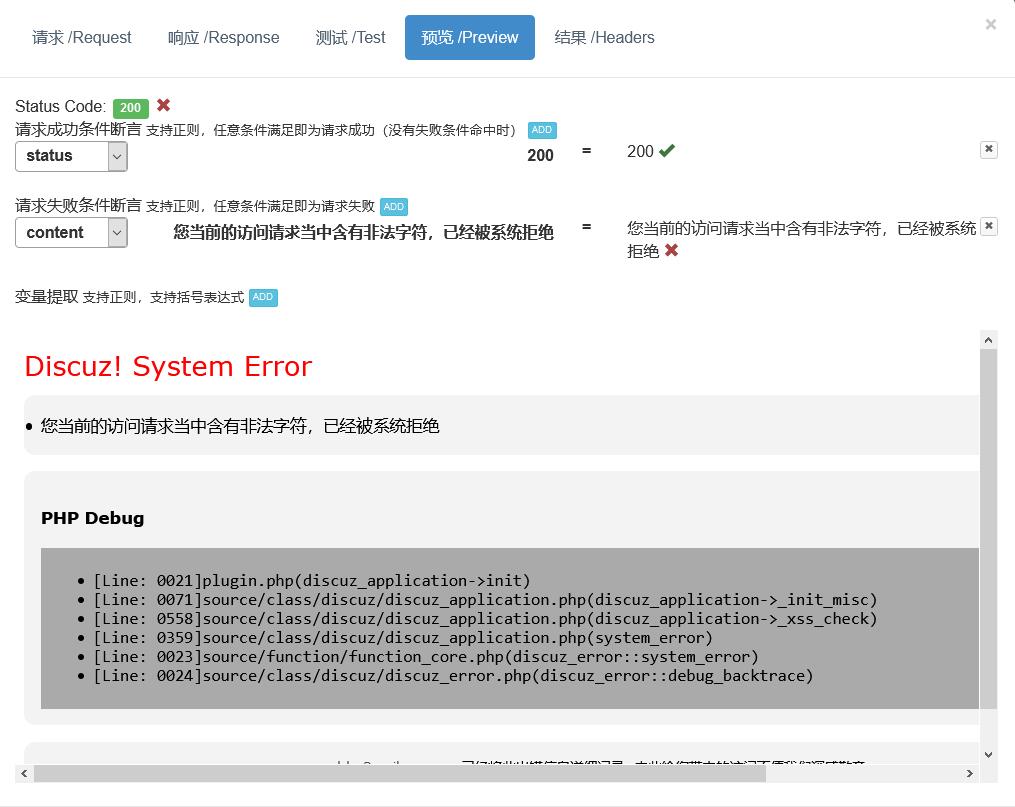 请求 /Request 响应 /Response 测试 /Test 预览 /Preview 结果 /Headers ×
Status Code: 200
请求成功条件断言 支持正则，任意条件满足即为请求成功（没有失败条件命中时） ADD
status 200 = 200
请求失败条件断言 支持正则，任意条件满足即为请求失败 ADD
content 您当前的访问请求当中含有非法字符，已经被系统拒绝 = 您当前的访问请求当中含有非法字符，已经被系统
拒绝
变量提取 支持正则，支持括号表达式 ADD
Discuz! System Error
• 您当前的访问请求当中含有非法字符，已经被系统拒绝
PHP Debug
• [Line: 0021]plugin.php(discuz_application->init)
• [Line: 0071]source/class/discuz/discuz_application.php(discuz_application->_init_misc)
• [Line: 0558]source/class/discuz/discuz_application.php(discuz_application->_xss_check)
• [Line: 0359]source/class/discuz/discuz_application.php(system_error)
• [Line: 0023]source/function/function_core.php(discuz_error::system_error)
• [Line: 0024]source/class/discuz/discuz_error.php(discuz_error::debug_backtrace)